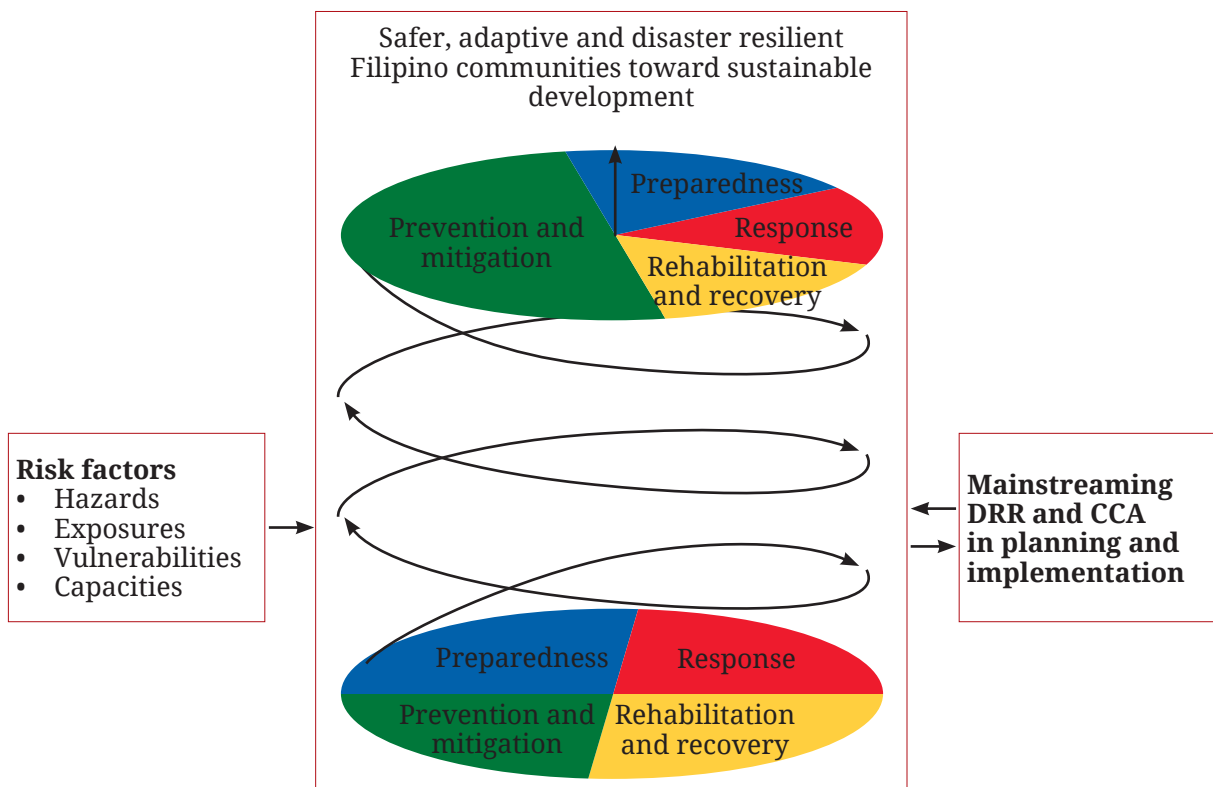 Safer, adaptive and disaster resilient
Filipino communities toward sustainable
development
Preparedness
Prevention and
mitigation
Response
Rehabilitation
and recovery
Risk factors
• Hazards
• Exposures
• Vulnerabilities
• Capacities
Mainstreaming
DRR and CCA
in planning and
implementation
Preparedness
Response
Prevention and
mitigation
Rehabilitation
and recovery